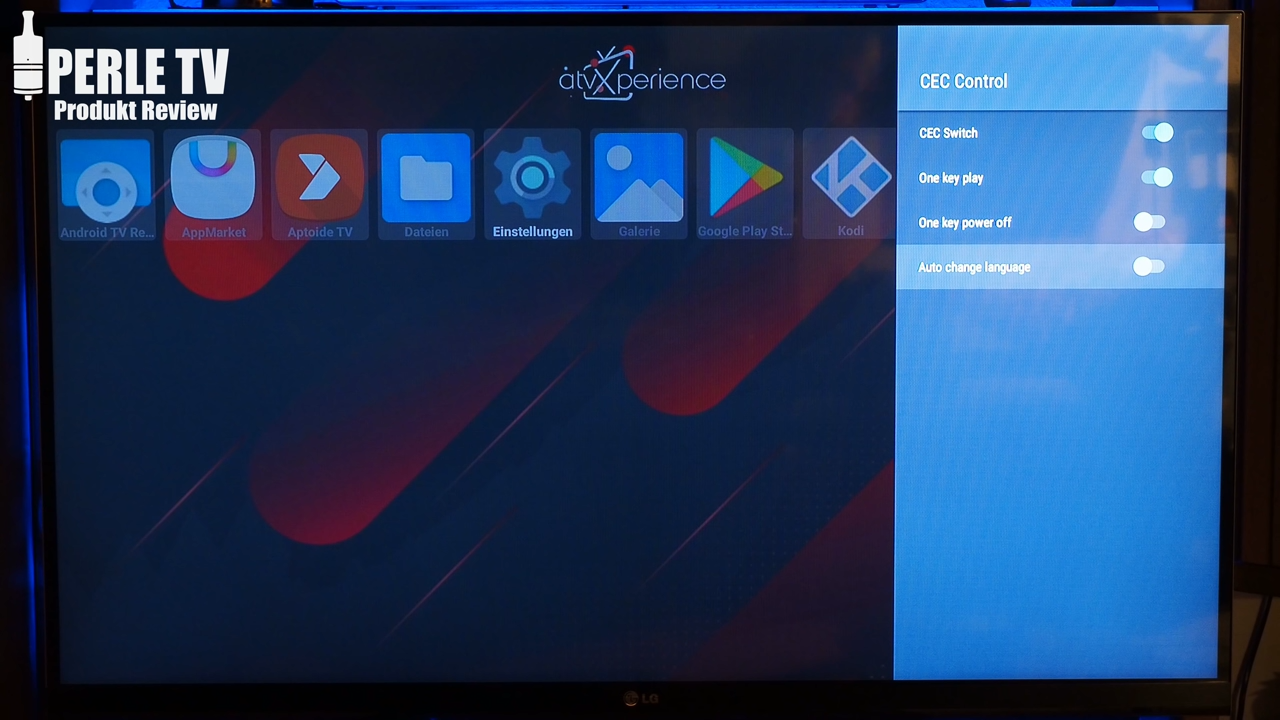 PERLE TV
Produkt Review
atvXperience
CEC Control
CEC Switch
One key play
One key power off
Auto change language
Android TV Re...
AppMarket
Aptoide TV
Dateien
Einstellungen
Galerie
Google Play St...
Kodi
LG